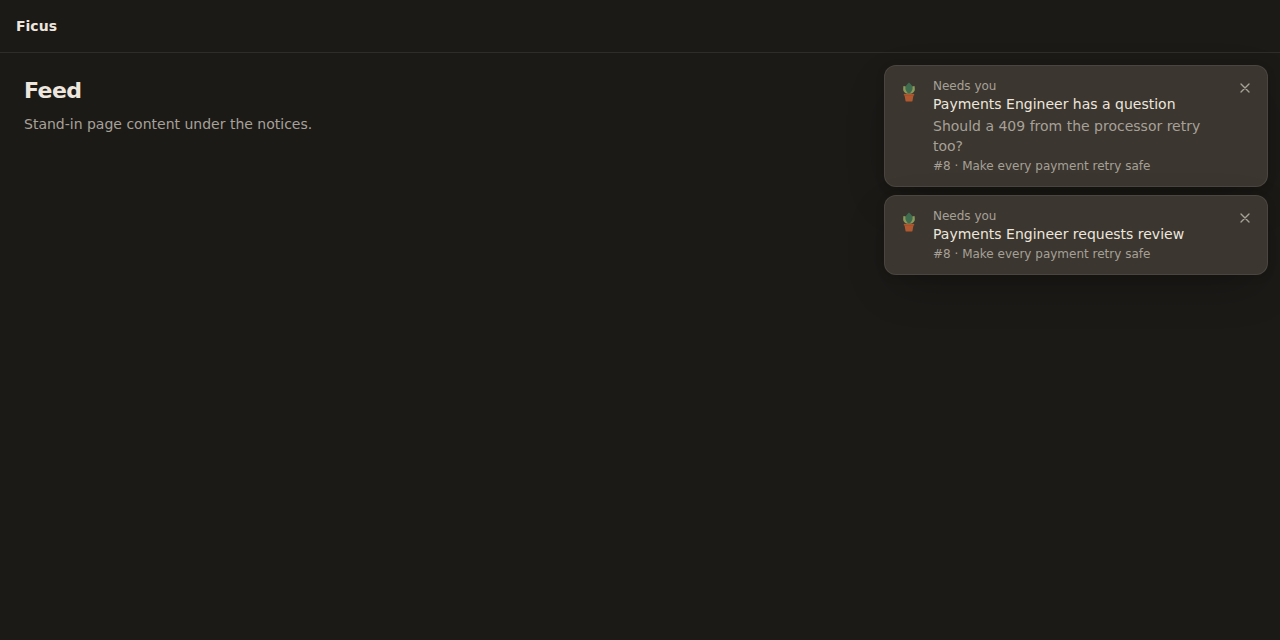 Ficus
Feed
Stand-in page content under the notices.
Needs you
Payments Engineer has a question
Should a 409 from the processor retry
too?
#8 · Make every payment retry safe
Needs you
Payments Engineer requests review
#8 · Make every payment retry safe